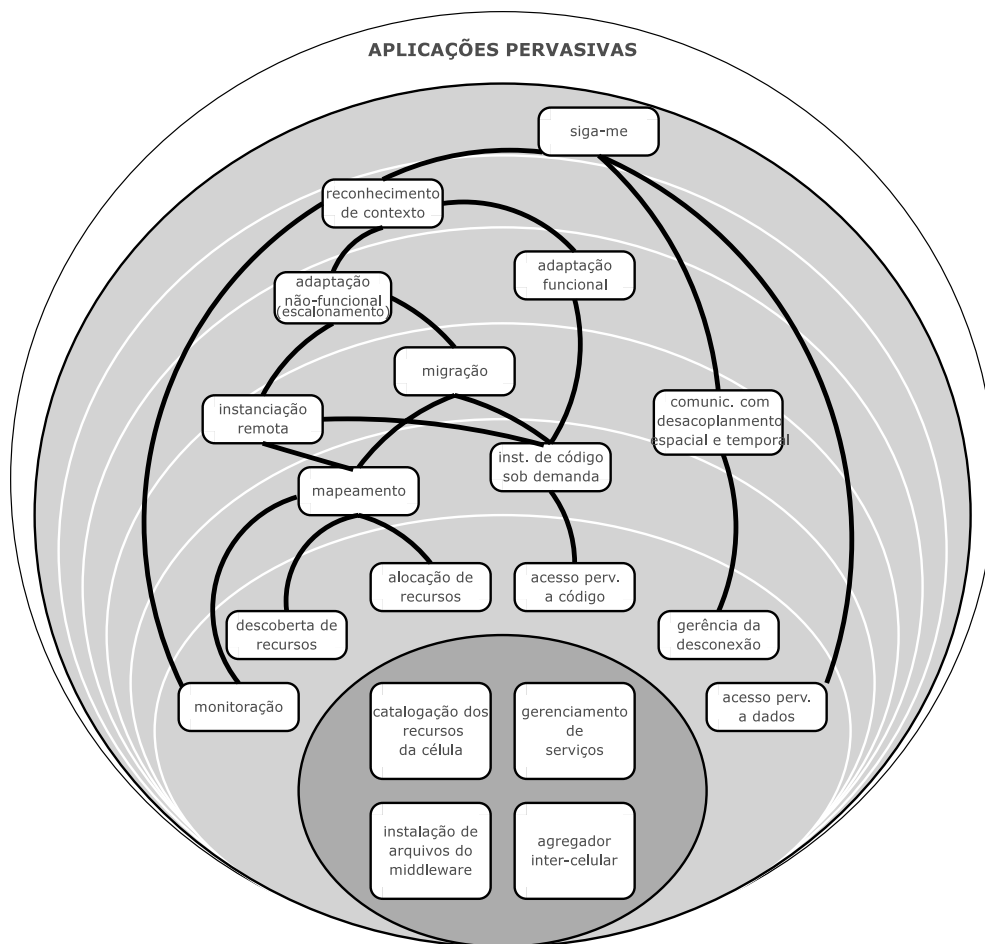 APLICAÇÕES PERVASIVAS
siga-me
reconhecimento
de contexto
adaptação
não-funcional
(escalonamento)
adaptação
funcional
migração
instanciação
remota
comunic. com
desacoplanmento
espacial e temporal
inst. de código
sob demanda
mapeamento
alocação de
recursos
acesso perv.
a código
descoberta de
recursos
gerência da
desconexão
monitoração
acesso perv.
a dados
catalogação dos
recursos
da célula
gerenciamento
de
serviços
instalação de
arquivos do
middleware
agregador
inter-celular